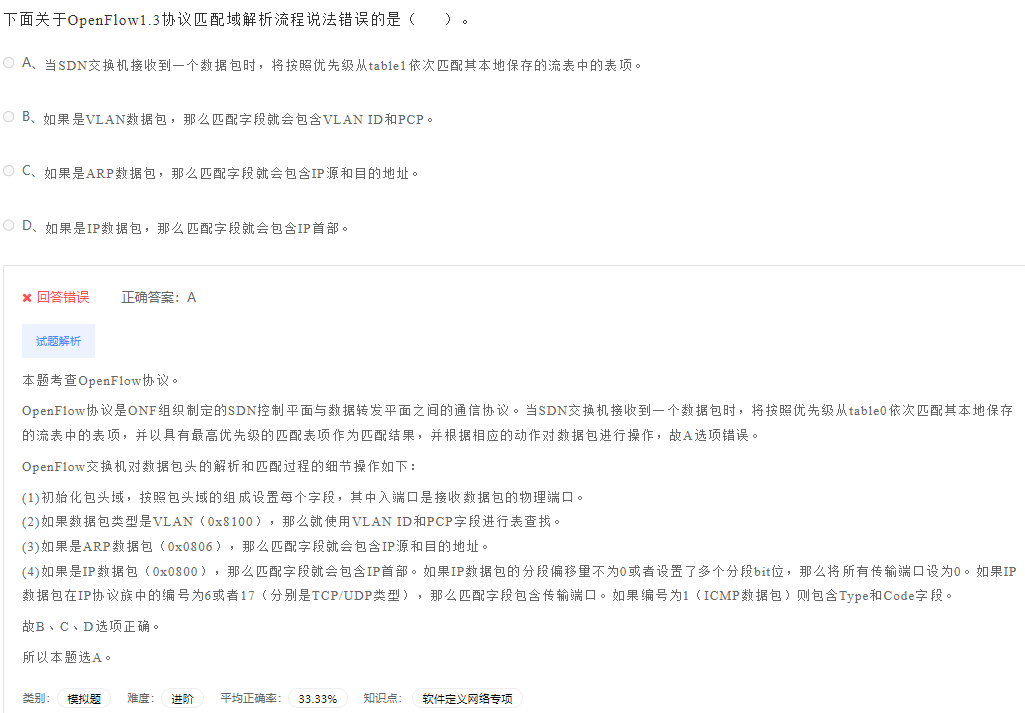 下面关于OpenFlow1.3协议匹配域解析流程说法错误的是（ ）。
A、当SDN交换机接收到一个数据包时，将按照优先级从table1依次匹配其本地保存的流表中的表项。
B、如果是VLAN数据包，那么匹配字段就会包含VLAN ID和PCP。
C、如果是ARP数据包，那么匹配字段就会包含IP源和目的地址。
D、如果是IP数据包，那么匹配字段就会包含IP首部。
回答错误 正确答案：A
试题解析
本题考查OpenFlow协议。
OpenFlow协议是ONF组织制定的SDN控制平面与数据转发平面之间的通信协议。当SDN交换机接收到一个数据包时，将按照优先级从table0依次匹配其本地保存
的流表中的表项，并以具有最高优先级的匹配表项作为匹配结果，并根据相应的动作对数据包进行操作，故A选项错误。
OpenFlow交换机对数据包头的解析和匹配过程的细节操作如下：
(1)初始化包头域，按照包头域的组成设置每个字段，其中入端口是接收数据包的物理端口。
(2)如果数据包类型是VLAN（0x8100），那么就使用VLAN ID和PCP字段进行表查找。
(3)如果是ARP数据包（0x0806），那么匹配字段就会包含IP源和目的地址。
(4)如果是IP数据包（0x0800），那么匹配字段就会包含IP首部。如果IP数据包的分段偏移量不为0或者设置了多个分段bit位，那么将所有传输端口设为0。如果IP
数据包在IP协议族中的编号为6或者17（分别是TCP/UDP类型），那么匹配字段包含传输端口。如果编号为1（ICMP数据包）则包含Type和Code字段。
故B、C、D选项正确。
所以本题选A。
类别： 模拟题 难度： 进阶 平均正确率： 33.33% 知识点： 软件定义网络专项